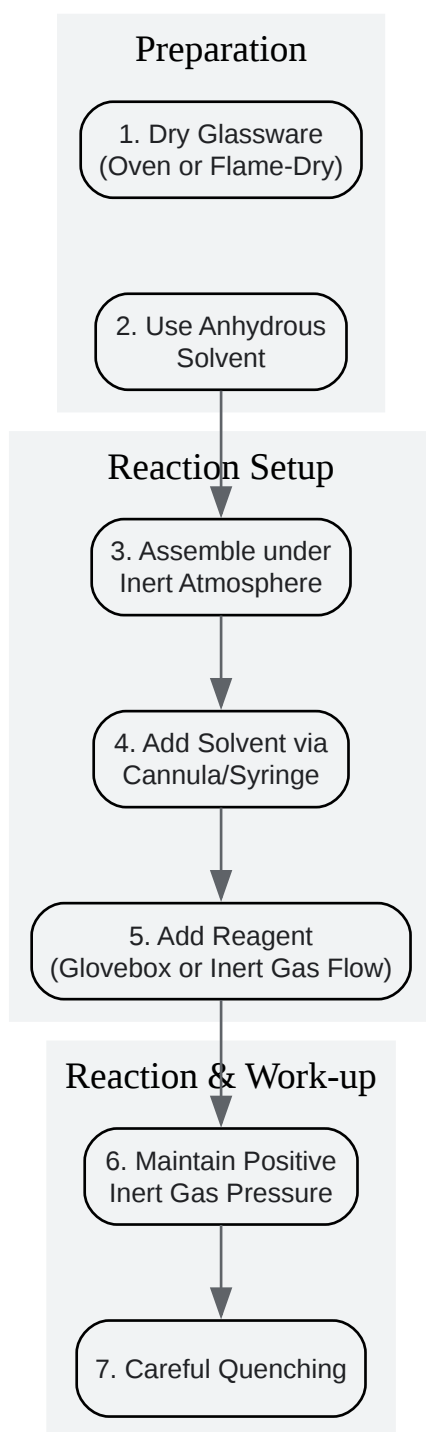 Preparation
1. Dry Glassware
(Oven or Flame-Dry)
2. Use Anhydrous
Solvent
Reaction Setup
3. Assemble under
Inert Atmosphere
4. Add Solvent via
Cannula/Syringe
5. Add Reagent
(Glovebox or Inert Gas Flow)
Reaction & Work-up
6. Maintain Positive
Inert Gas Pressure
7. Careful Quenching